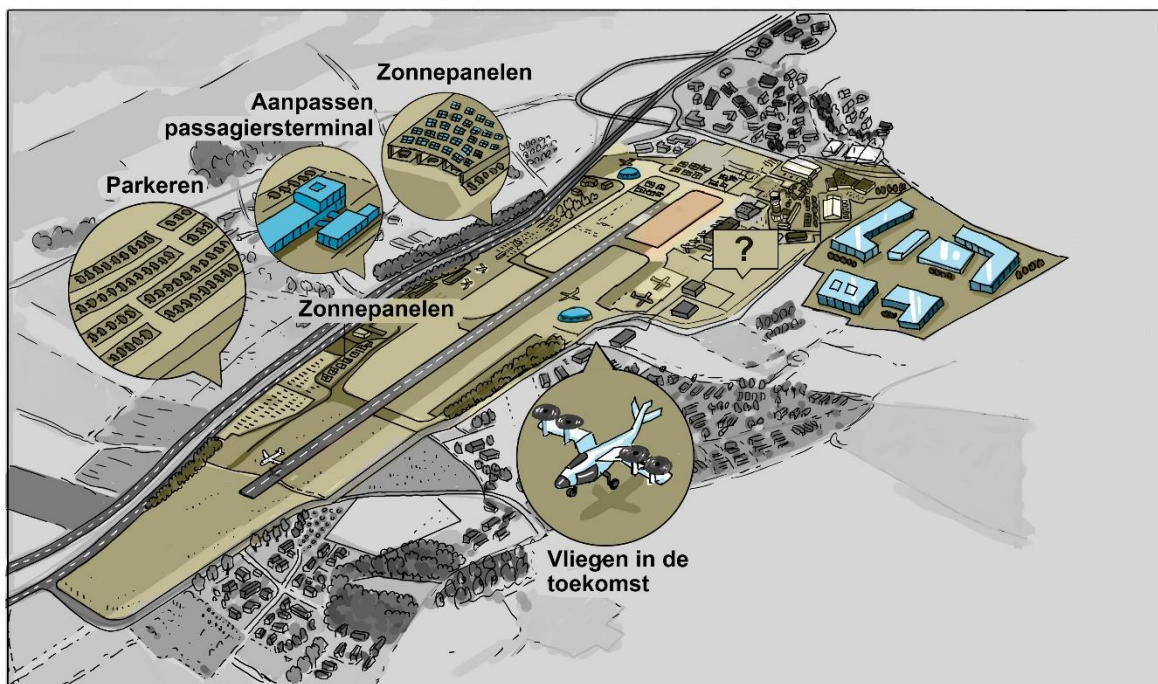 Zonnepanelen
Aanpassen
passagiersterminal
Parkeren
?
Zonnepanelen
Vliegen in de
toekomst